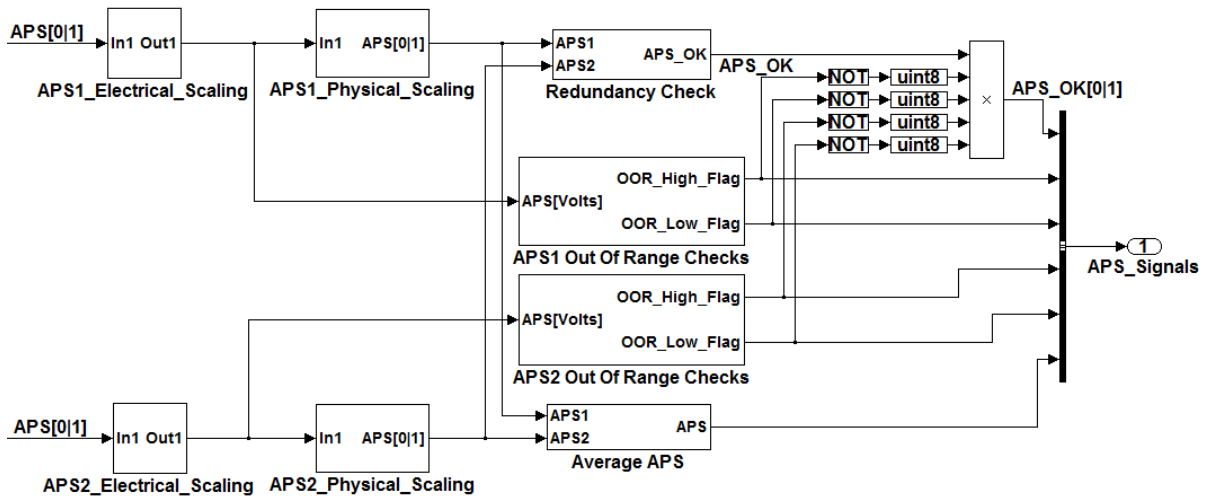 APS[0|1]
In1 Out1
APS1_Electrical_Scaling
In1 APS[0|1]
APS1_Physical_Scaling
APS1
APS2
APS_OK
Redundancy Check
APS_OK
NOT uint8
NOT uint8
NOT uint8
NOT uint8
×
APS_OK[0|1]
APS[Volts]
OOR_High_Flag
OOR_Low_Flag
APS1 Out Of Range Checks
1
APS_Signals
APS[Volts]
OOR_High_Flag
OOR_Low_Flag
APS2 Out Of Range Checks
APS[0|1]
In1 Out1
APS2_Electrical_Scaling
In1 APS[0|1]
APS2_Physical_Scaling
APS1
APS2
APS
Average APS